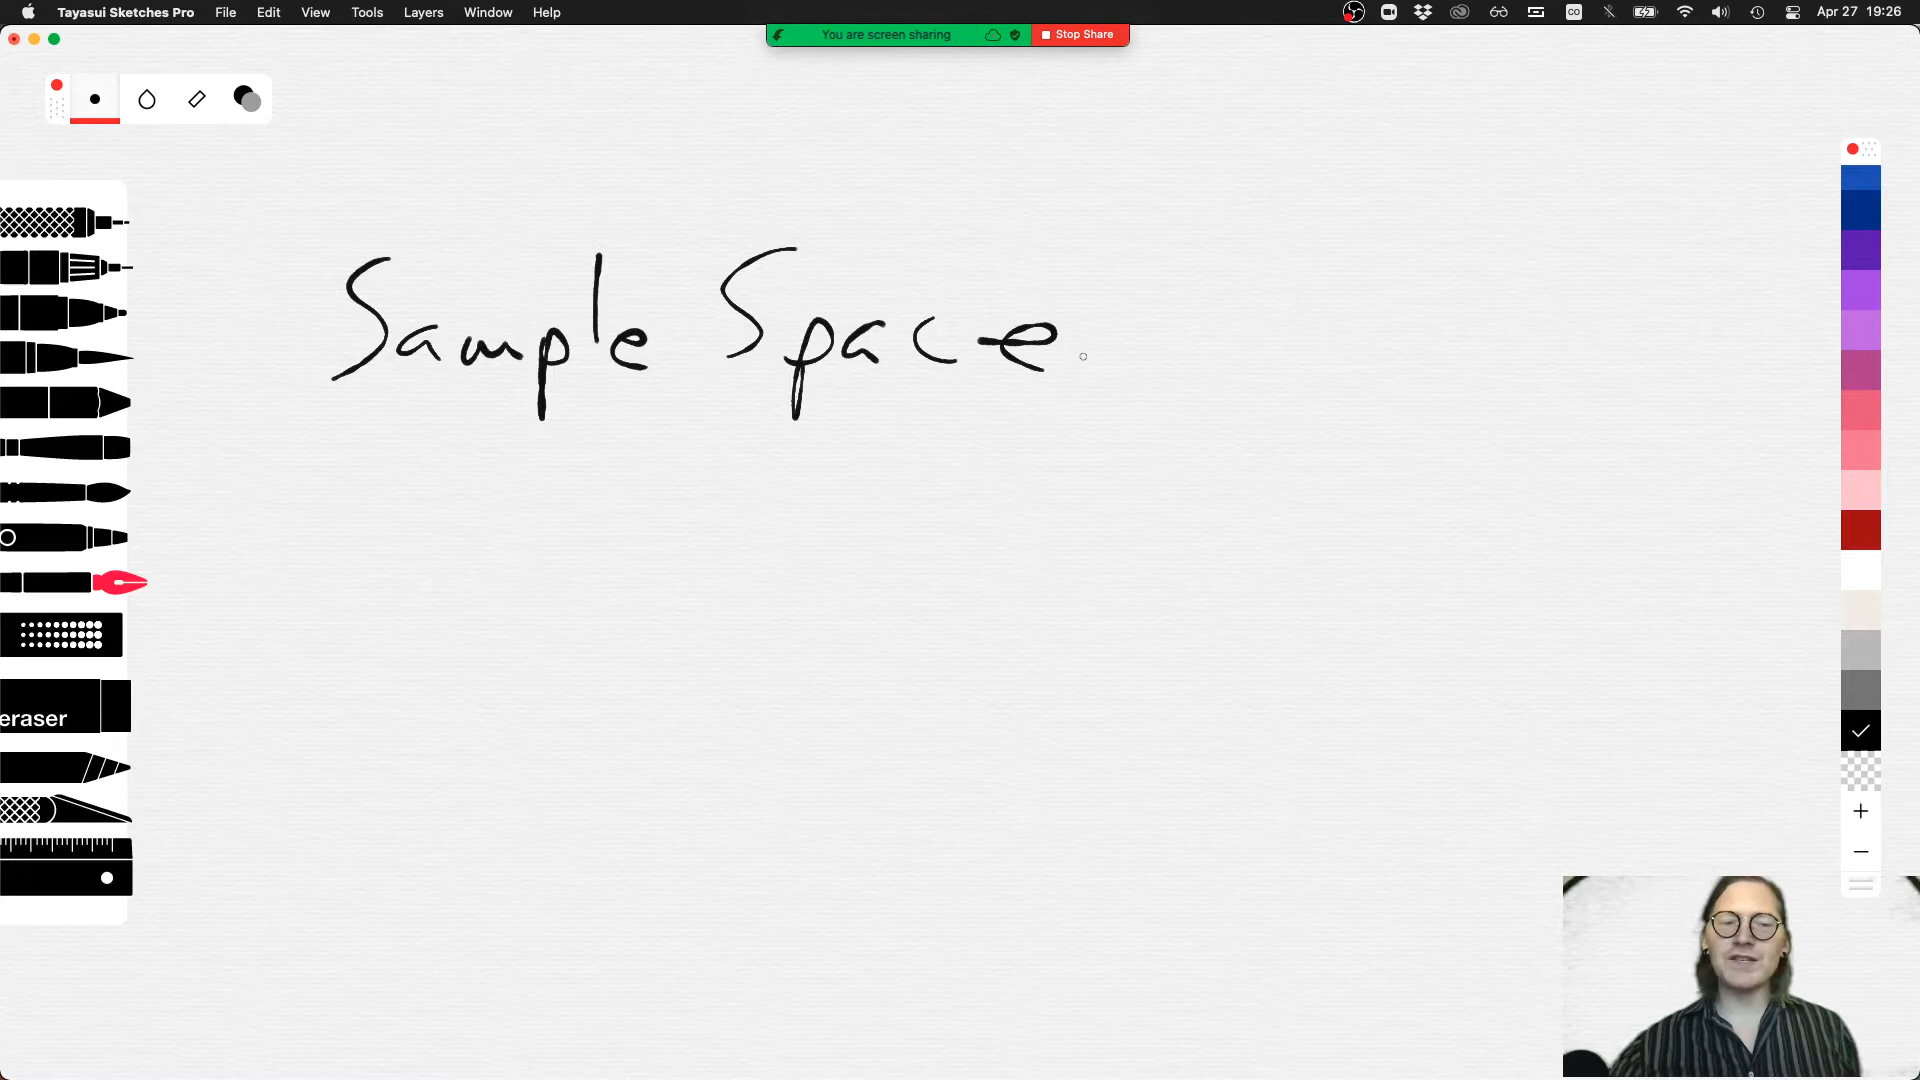 Tayasui Sketches Pro File Edit View Tools Layers Window Help Apr 27 19:26
You are screen sharing Stop Share
Sample Space
eraser